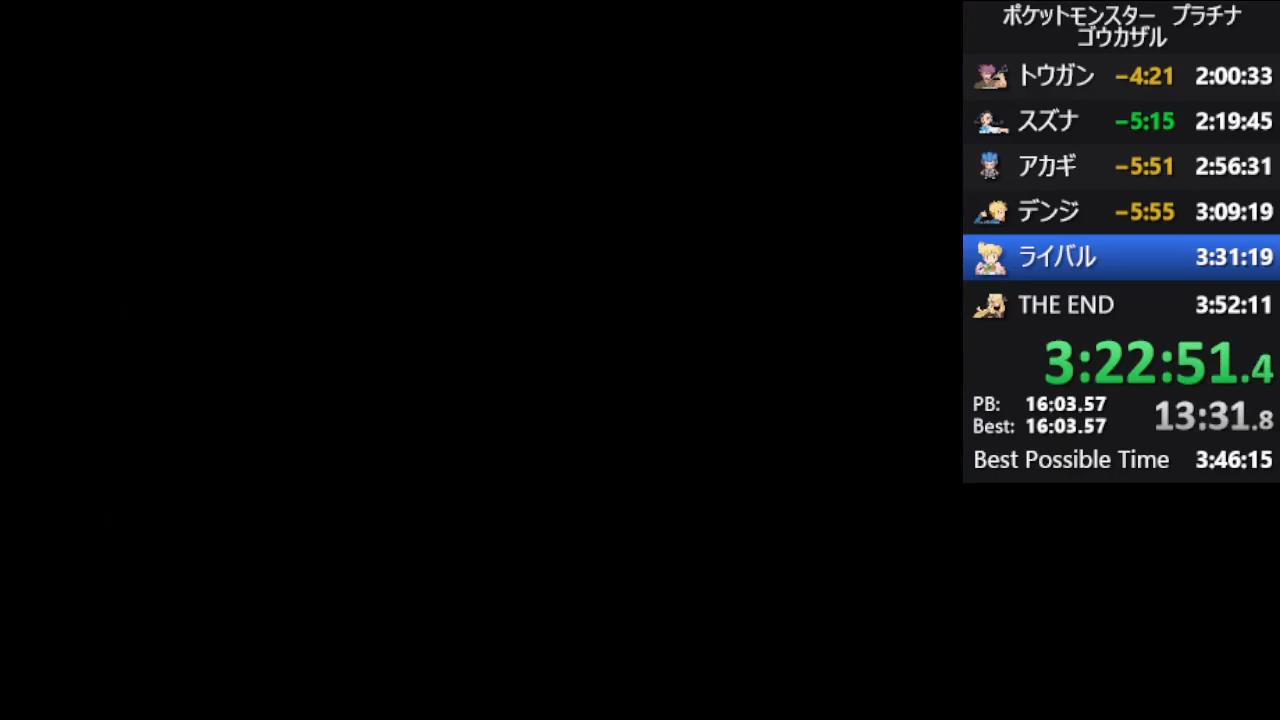 ポケットモンスター プラチナ
ゴウカザル
トウガン −4:21 2:00:33
スズナ −5:15 2:19:45
アカギ −5:51 2:56:31
デンジ −5:55 3:09:19
ライバル 3:31:19
THE END 3:52:11
3:22:51.4
PB: 16:03.57
Best: 16:03.57
13:31.8
Best Possible Time 3:46:15